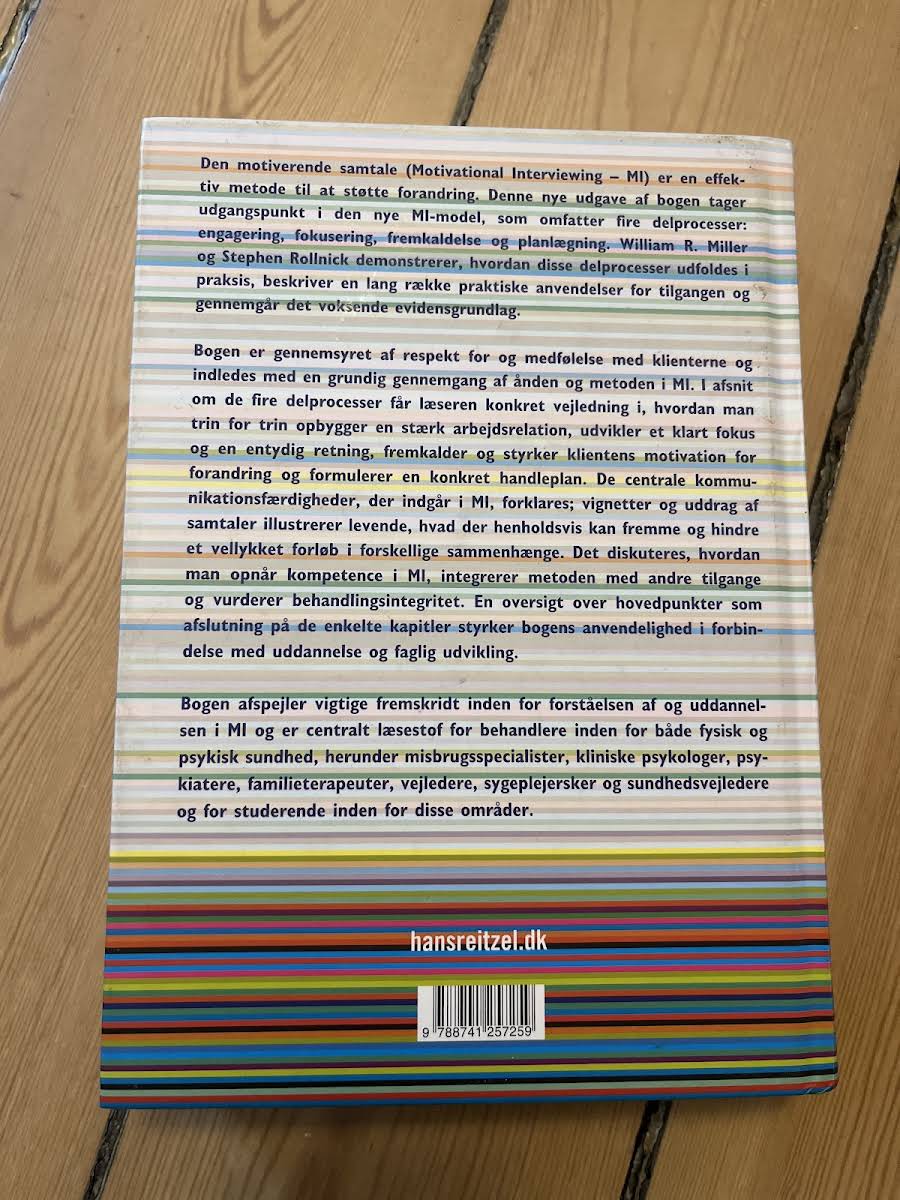 Den motiverende samtale (Motivational Interviewing – MI) er en effek-
tiv metode til at støtte forandring. Denne nye udgave af bogen tager
udgangspunkt i den nye MI-model, som omfatter fire delprocesser:
engagering, fokusering, fremkaldelse og planlægning. William R. Miller
og Stephen Rollnick demonstrerer, hvordan disse delprocesser udfoldes i
praksis, beskriver en lang række praktiske anvendelser for tilgangen og
gennemgår det voksende evidensgrundlag.
Bogen er gennemsyret af respekt for og medfølelse med klienterne og
indledes med en grundig gennemgang af ånden og metoden i MI. I afsnit
om de fire delprocesser får læseren konkret vejledning i, hvordan man
trin for trin opbygger en stærk arbejdsrelation, udvikler et klart fokus
og en entydig retning, fremkalder og styrker klientens motivation for
forandring og formulerer en konkret handleplan. De centrale kommu-
nikationsfærdigheder, der indgår i MI, forklares; vignetter og uddrag af
samtaler illustrerer levende, hvad der henholdsvis kan fremme og hindre
et vellykket forløb i forskellige sammenhænge. Det diskuteres, hvordan
man opnår kompetence i MI, integrerer metoden med andre tilgange
og vurderer behandlingsintegritet. En oversigt over hovedpunkter som
afslutning på de enkelte kapitler styrker bogens anvendelighed i forbin-
delse med uddannelse og faglig udvikling.
Bogen afspejler vigtige fremskridt inden for forståelsen af og uddannel-
sen i MI og er centralt læsestof for behandlere inden for både fysisk og
psykisk sundhed, herunder misbrugsspecialister, kliniske psykologer, psy-
kiatere, familieterapeuter, vejledere, sygeplejersker og sundhedsvejledere
og for studerende inden for disse områder.
hansreitzel.dk
9 788741 257259